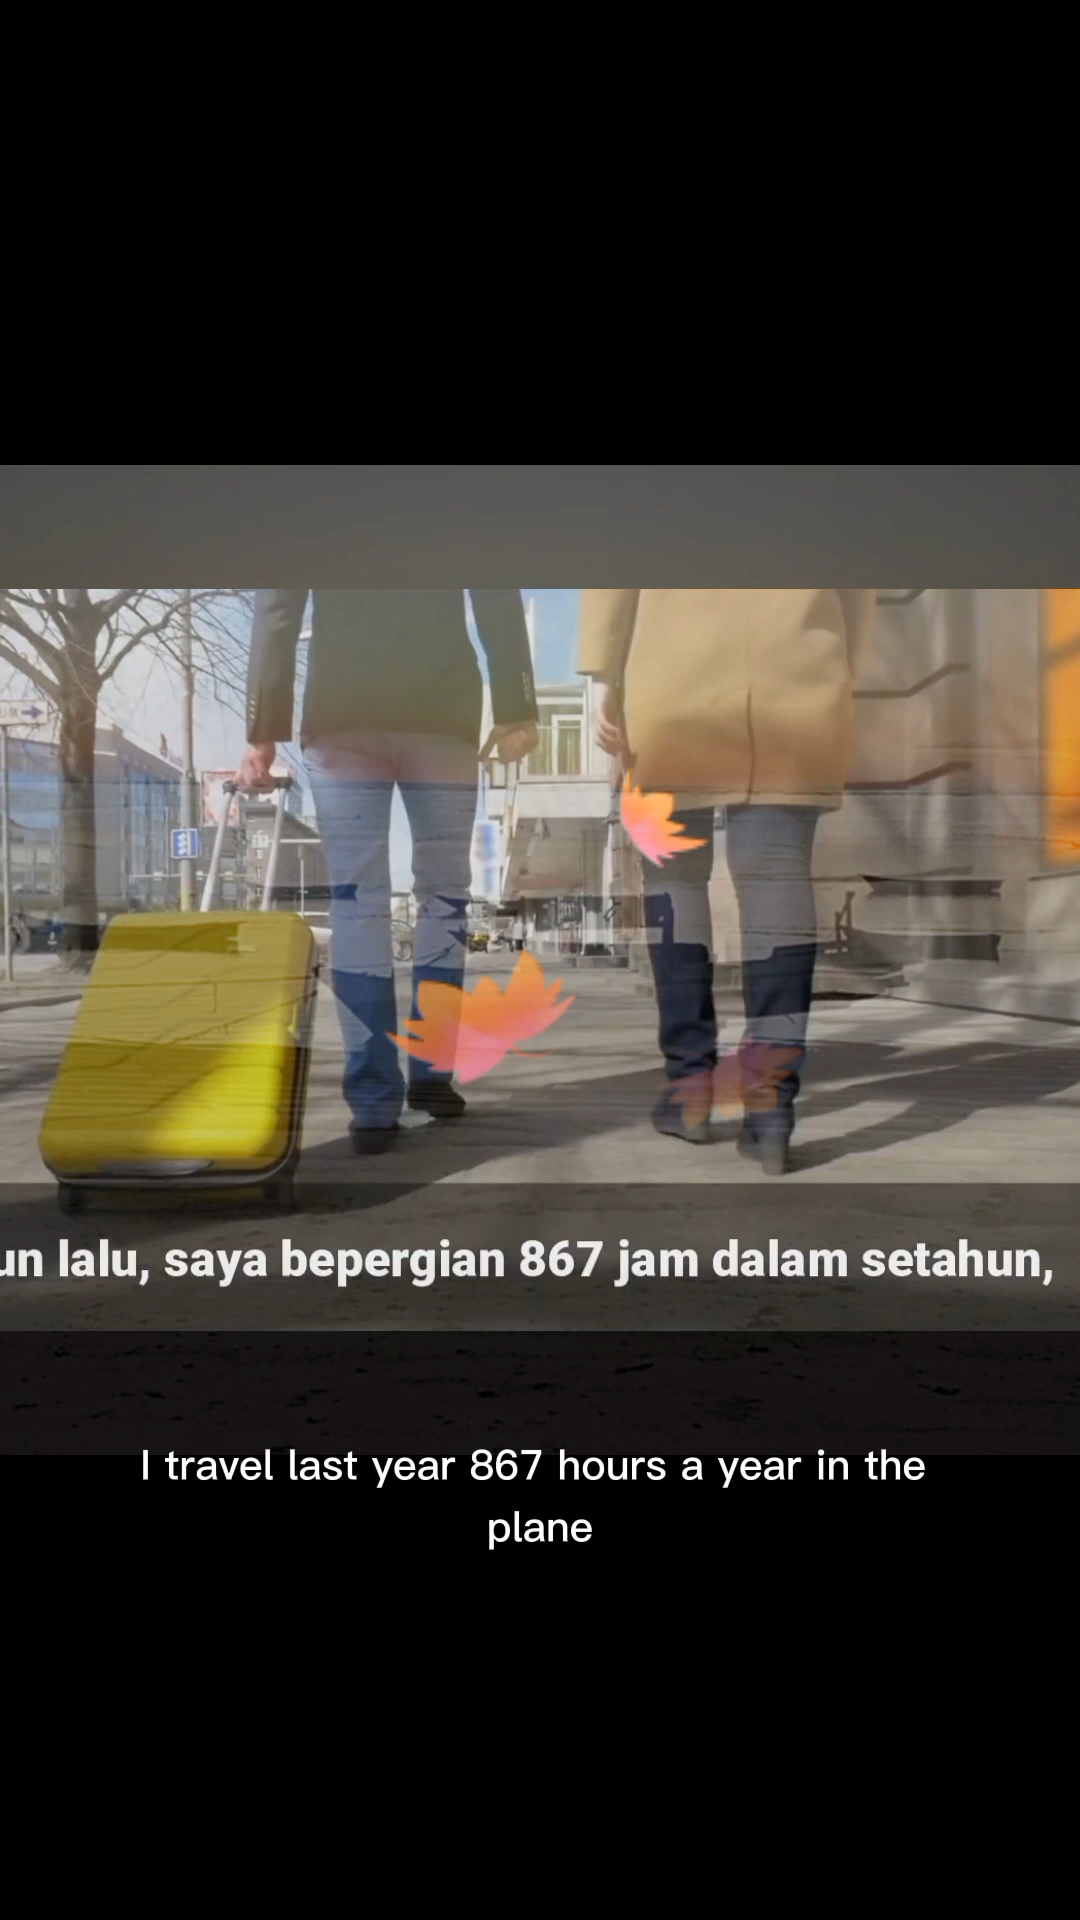 un lalu, saya bepergian 867 jam dalam setahun,
I travel last year 867 hours a year in the
plane